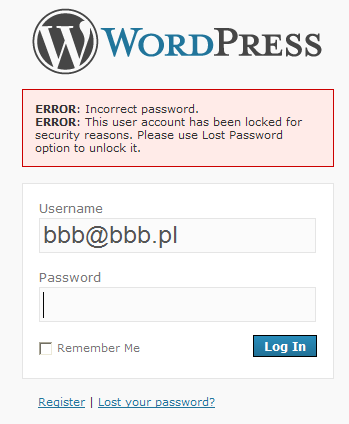 WORDPRESS
ERROR: Incorrect password.
ERROR: This user account has been locked for
security reasons. Please use Lost Password
option to unlock it.
Username
bbb@bbb.pl
Password
Remember Me
Log In
Register | Lost your password?